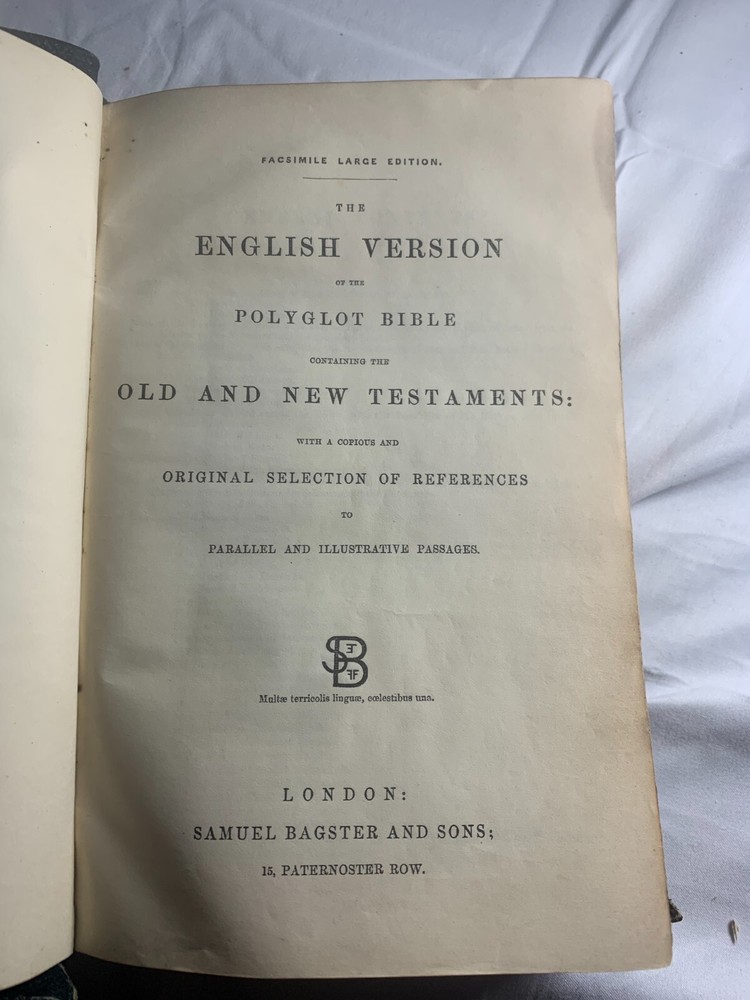 FACSIMILE LARGE EDITION.
THE
ENGLISH VERSION
OF THE
POLYGLOT BIBLE
CONTAINING THE
OLD AND NEW TESTAMENTS:
WITH A COPIOUS AND
ORIGINAL SELECTION OF REFERENCES
TO
PARALLEL AND ILLUSTRATIVE PASSAGES.
SB
Multæ terricolis linguæ, cœlestibus una.
LONDON:
SAMUEL BAGSTER AND SONS;
15, PATERNOSTER ROW.